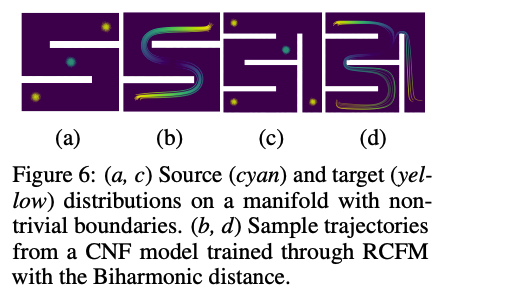 (a)
(b)
(c)
(d)
Figure 6: (a, c) Source (cyan) and target (yel-
low) distributions on a manifold with non-
trivial boundaries. (b, d) Sample trajectories
from a CNF model trained through RCFM
with the Biharmonic distance.